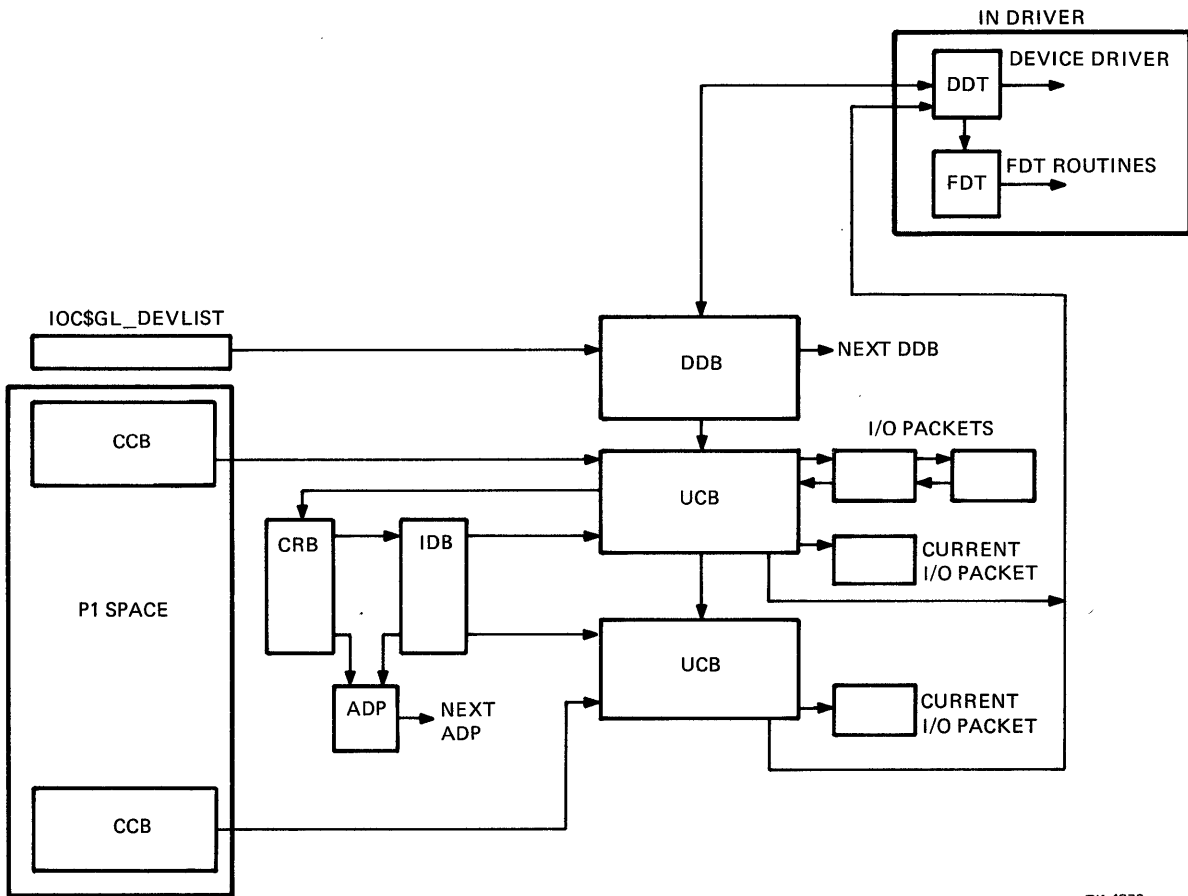 IN DRIVER
DEVICE DRIVER
DDT
FDT ROUTINES
FDT
IOC$GL_DEVLIST
DDB
NEXT DDB
CCB
I/O PACKETS
UCB
CRB
IDB
CURRENT
I/O PACKET
P1 SPACE
UCB
ADP
NEXT
ADP
CURRENT
I/O PACKET
CCB